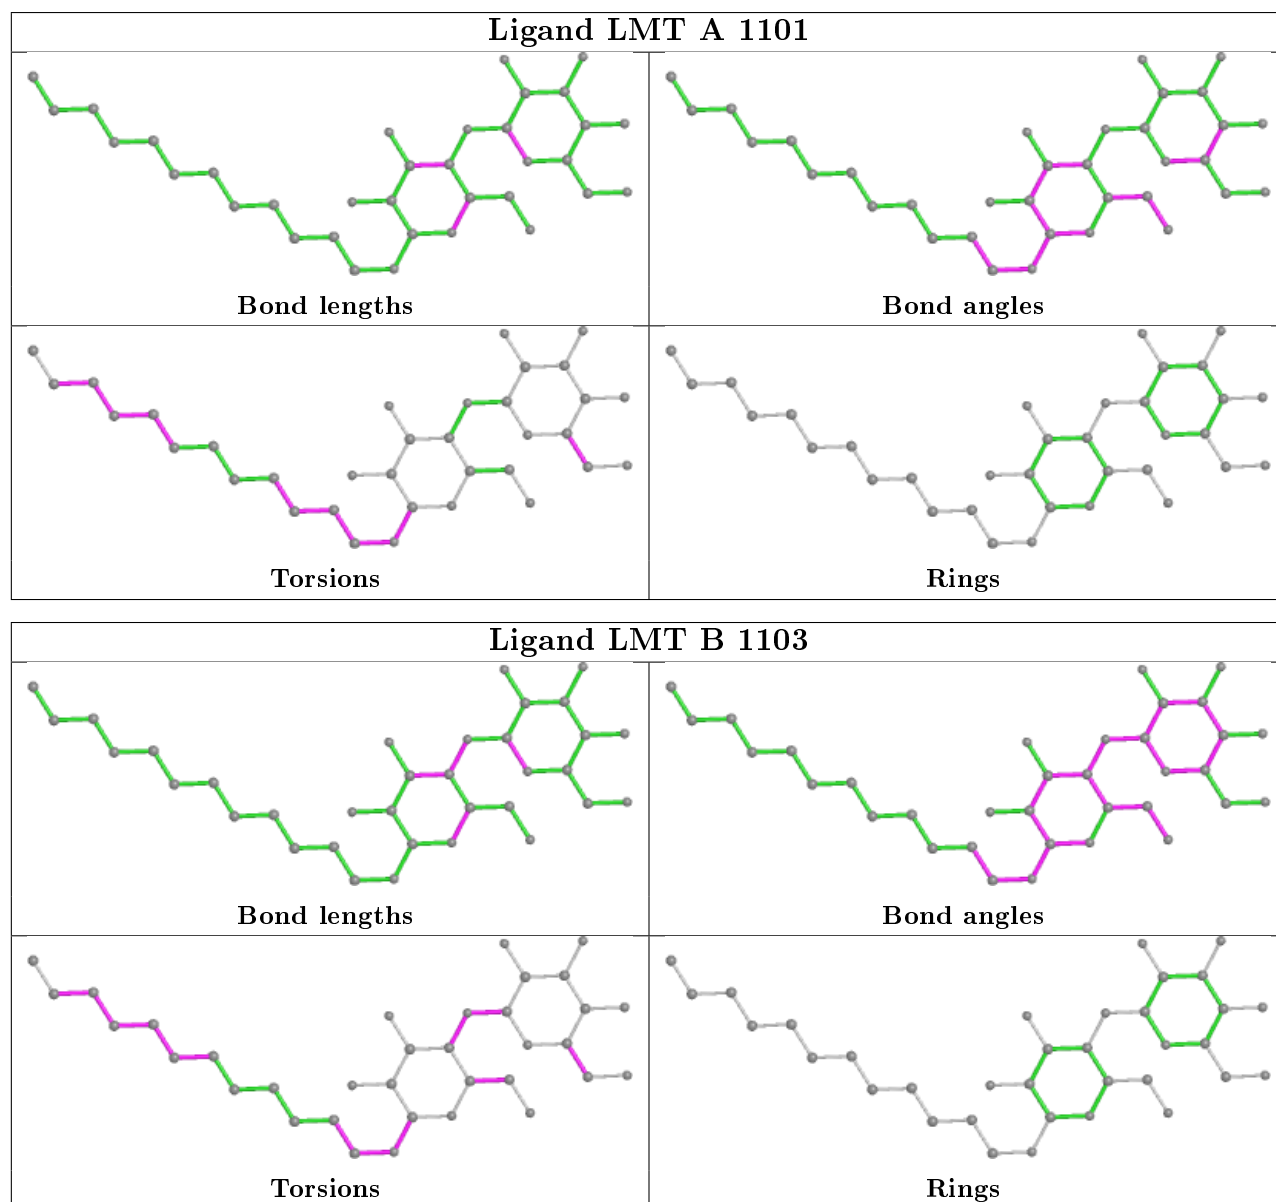 Ligand LMT A 1101
Bond lengths
Bond angles
Torsions
Rings
Ligand LMT B 1103
Bond lengths
Bond angles
Torsions
Rings